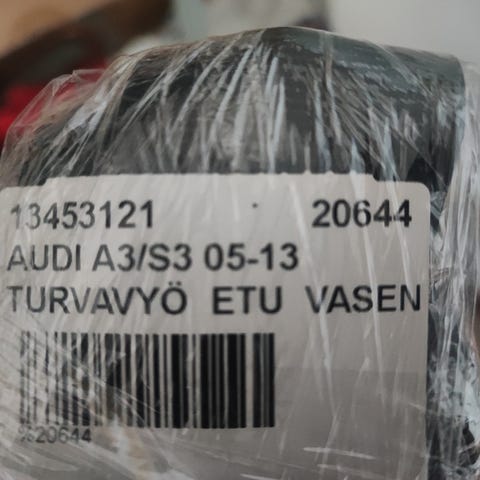 13453121 20644
AUDI A3/S3 05-13
TURVAVYÖ ETU VASEN